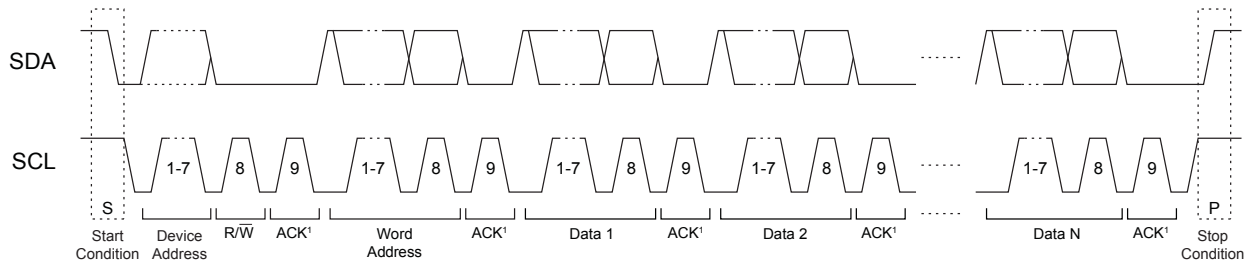 SDA
SCL
1-7 8 9 1-7 8 9 1-7 8 9 1-7 8 9 1-7 8 9
S P
Start Condition
Device Address
R/W̅
ACK¹
Word Address
ACK¹
Data 1
ACK¹
Data 2
ACK¹
Data N
ACK¹
Stop Condition